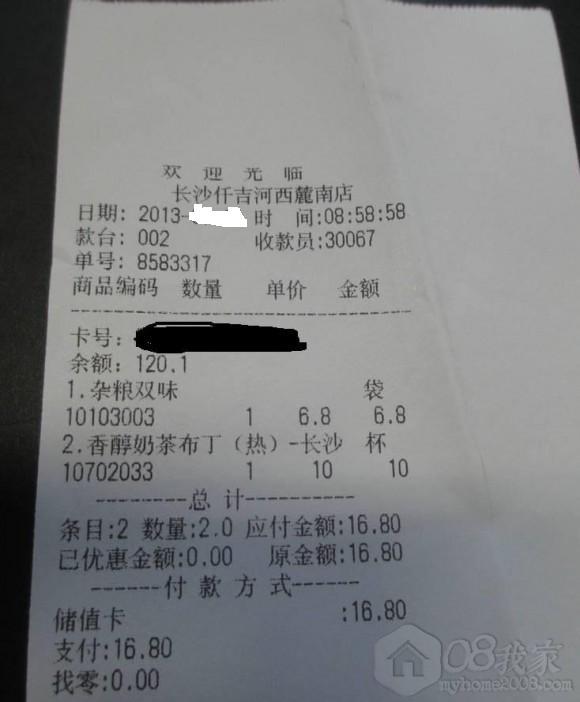 欢 迎 光 临
长沙仟吉河西麓南店
日期: 2013- 时 间:08:58:58
款台: 002 收款员:30067
单号: 8583317
商品编码 数量 单价 金额
--------------------------------
卡号:
余额: 120.1
1.杂粮双味 袋
10103003 1 6.8 6.8
2.香醇奶茶布丁（热）-长沙 杯
10702033 1 10 10
--------总 计----------
条目:2 数量:2.0 应付金额:16.80
已优惠金额:0.00 原金额:16.80
------付 款 方 式------
储值卡 :16.80
支付:16.80
找零:0.00
08我家
myhome2008.com